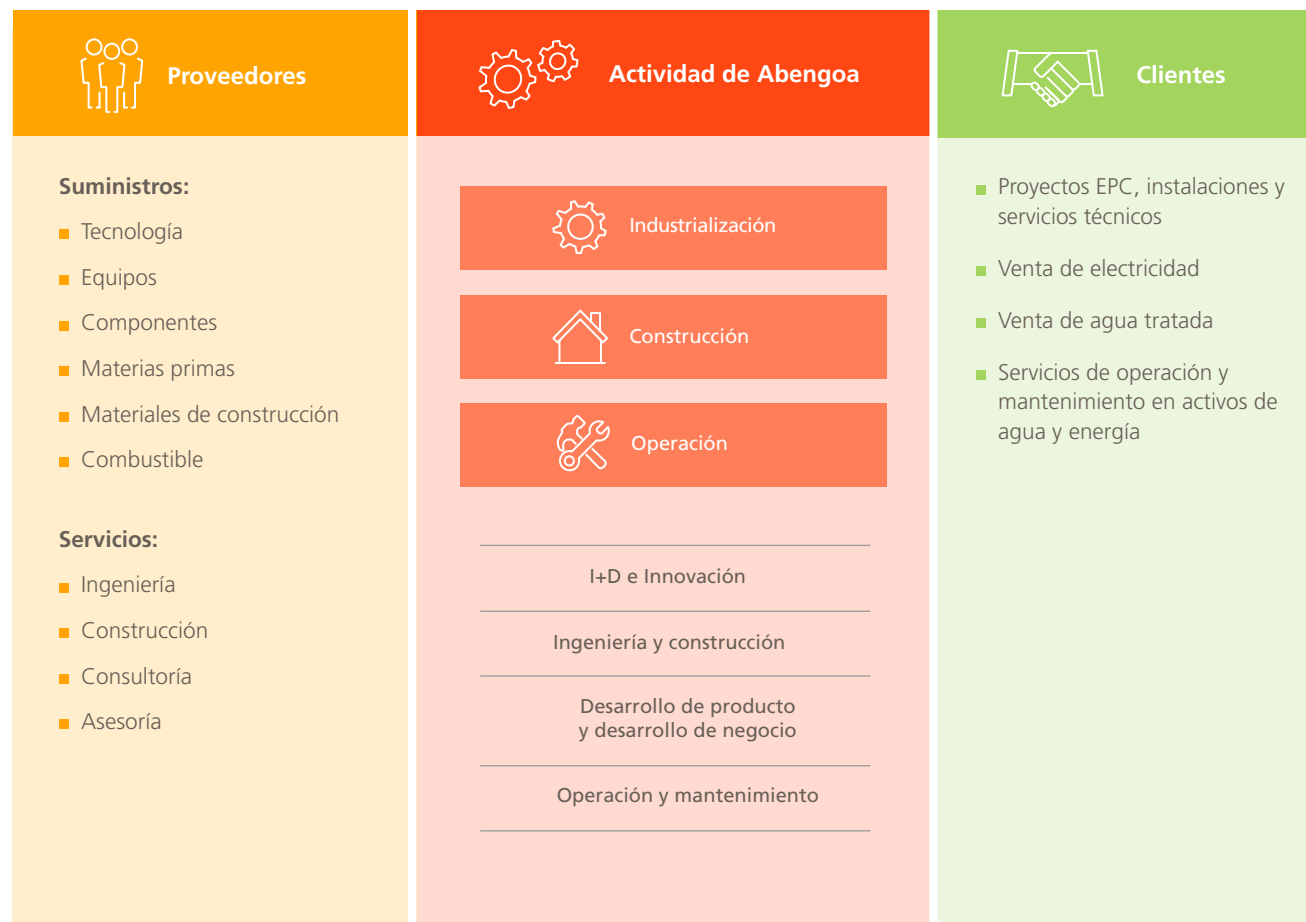 Proveedores
Suministros:
Tecnología
Equipos
Componentes
Materias primas
Materiales de construcción
Combustible
Servicios:
Ingeniería
Construcción
Consultoría
Asesoría
Actividad de Abengoa
Industrialización
Construcción
Operación
I+D e Innovación
Ingeniería y construcción
Desarrollo de producto
y desarrollo de negocio
Operación y mantenimiento
Clientes
Proyectos EPC, instalaciones y
servicios técnicos
Venta de electricidad
Venta de agua tratada
Servicios de operación y
mantenimiento en activos de
agua y energía